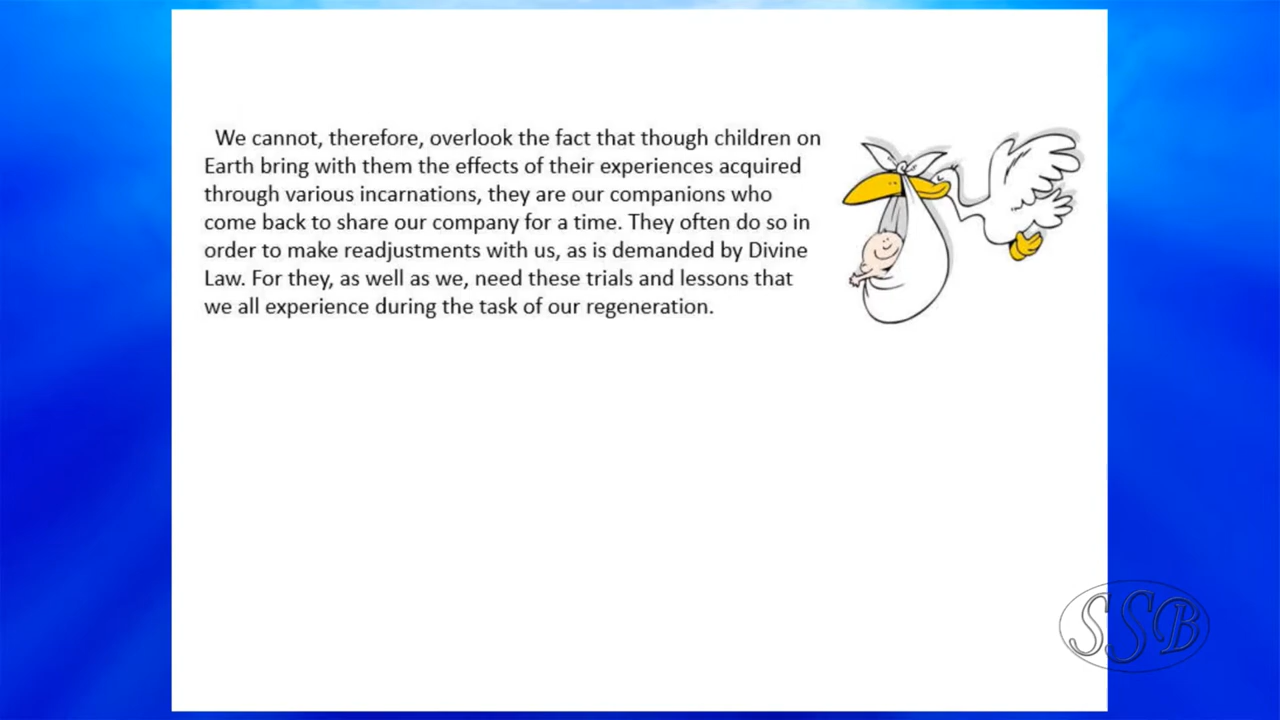 We cannot, therefore, overlook the fact that though children on
Earth bring with them the effects of their experiences acquired
through various incarnations, they are our companions who
come back to share our company for a time. They often do so in
order to make readjustments with us, as is demanded by Divine
Law. For they, as well as we, need these trials and lessons that
we all experience during the task of our regeneration.
SSB